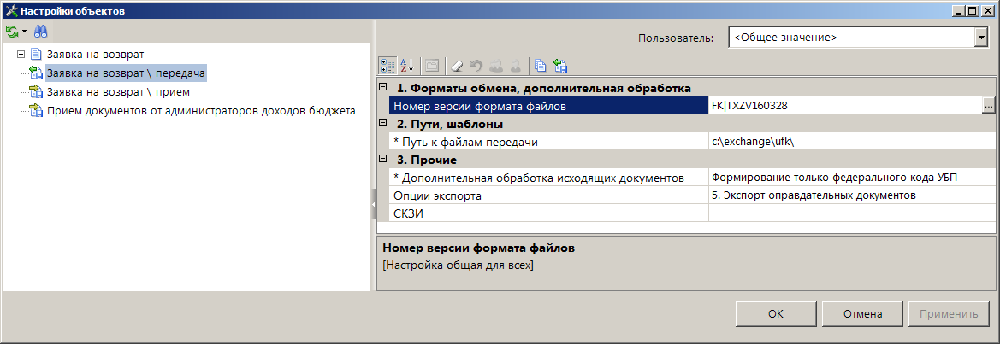 Настройки объектов
Пользователь: <Общее значение>
Заявка на возврат
Заявка на возврат \ передача
Заявка на возврат \ прием
Прием документов от администраторов доходов бюджета
1. Форматы обмена, дополнительная обработка
Номер версии формата файлов FK|TXZV160328 ...
2. Пути, шаблоны
* Путь к файлам передачи c:\exchange\ufk\
3. Прочие
* Дополнительная обработка исходящих документов Формирование только федерального кода УБП
Опции экспорта 5. Экспорт оправдательных документов
СКЗИ
Номер версии формата файлов
[Настройка общая для всех]
ОК Отмена Применить